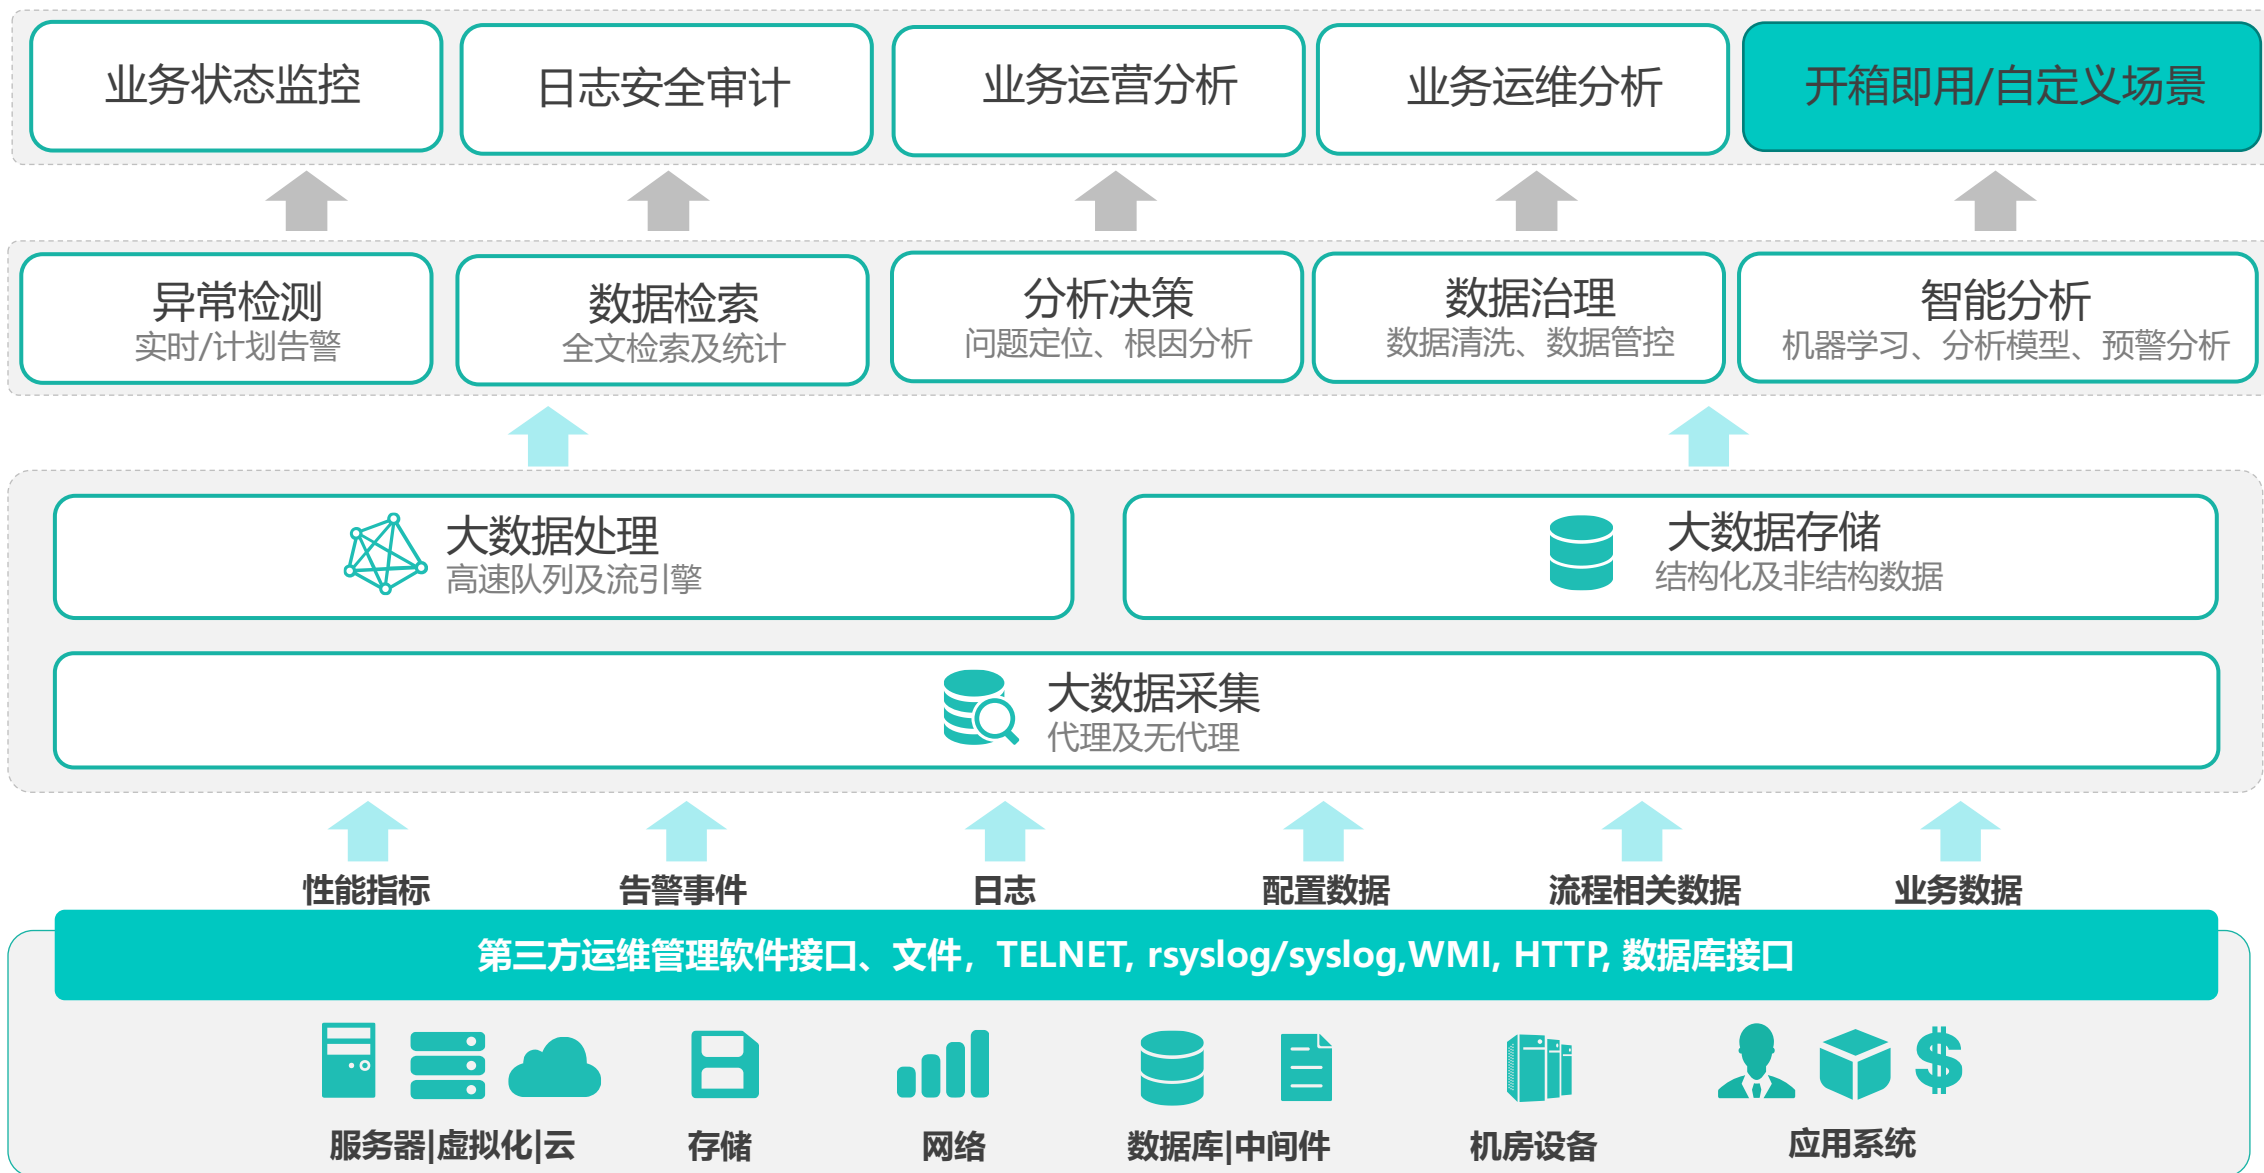 业务状态监控
日志安全审计
业务运营分析
业务运维分析
开箱即用/自定义场景
异常检测
实时/计划告警
数据检索
全文检索及统计
分析决策
问题定位、根因分析
数据治理
数据清洗、数据管控
智能分析
机器学习、分析模型、预警分析
大数据处理
高速队列及流引擎
大数据存储
结构化及非结构数据
大数据采集
代理及无代理
性能指标
告警事件
日志
配置数据
流程相关数据
业务数据
第三方运维管理软件接口、文件，TELNET, rsyslog/syslog,WMI, HTTP, 数据库接口
服务器|虚拟化|云
存储
网络
数据库|中间件
机房设备
应用系统